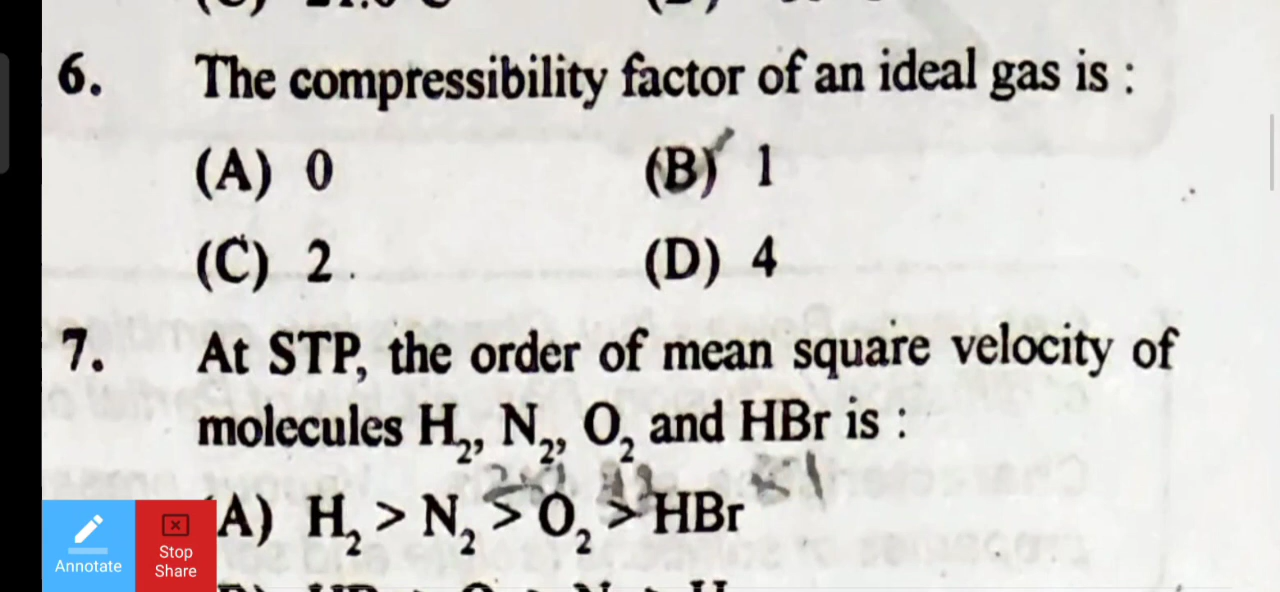 6. The compressibility factor of an ideal gas is :
(A) 0 (B) 1
(C) 2 (D) 4
7. At STP, the order of mean square velocity of
molecules H₂, N₂, O₂ and HBr is :
A) H₂ > N₂ > O₂ > HBr
Annotate
Stop
Share